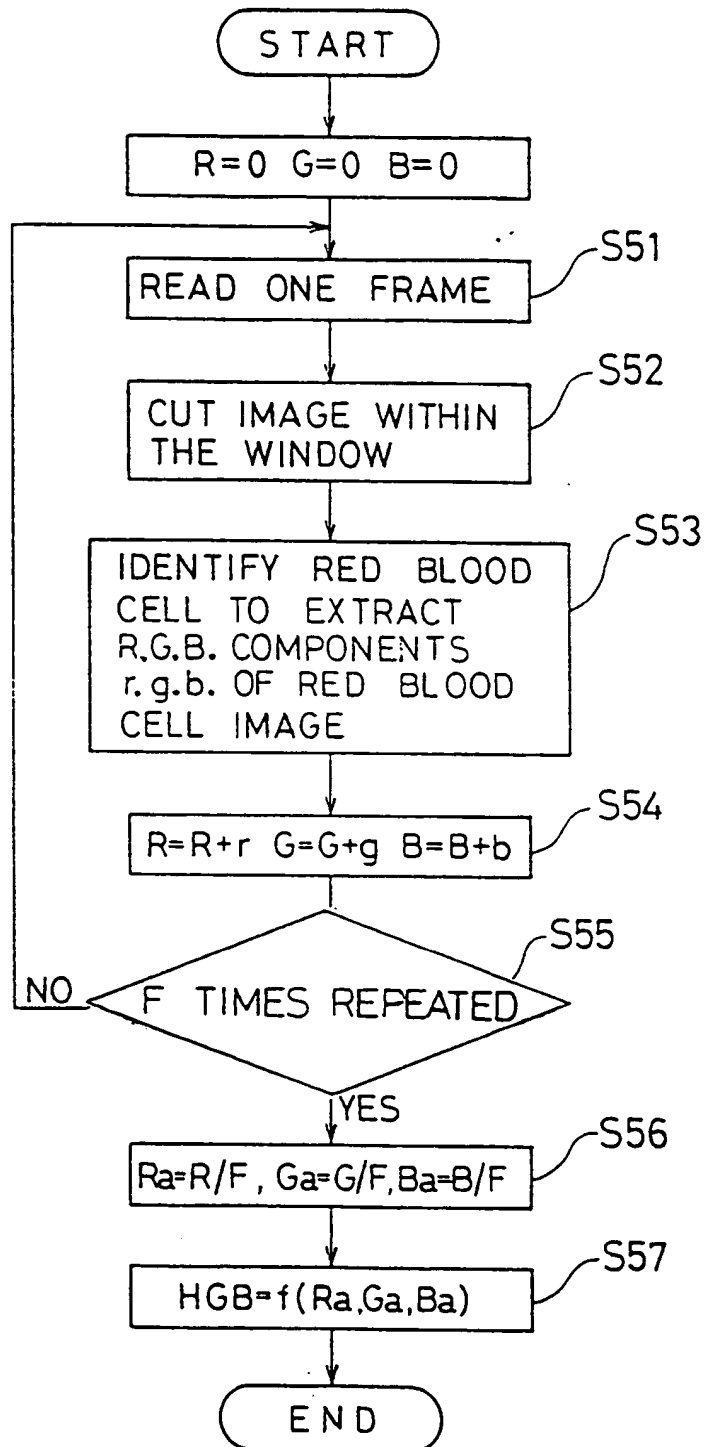 START
R=0 G=0 B=0
S51
READ ONE FRAME
S52
CUT IMAGE WITHIN
THE WINDOW
S53
IDENTIFY RED BLOOD
CELL TO EXTRACT
R.G.B. COMPONENTS
r.g.b. OF RED BLOOD
CELL IMAGE
S54
R=R+r G=G+g B=B+b
S55
NO
F TIMES REPEATED
YES
S56
Ra=R/F, Ga=G/F, Ba=B/F
S57
HGB=f(Ra,Ga,Ba)
END